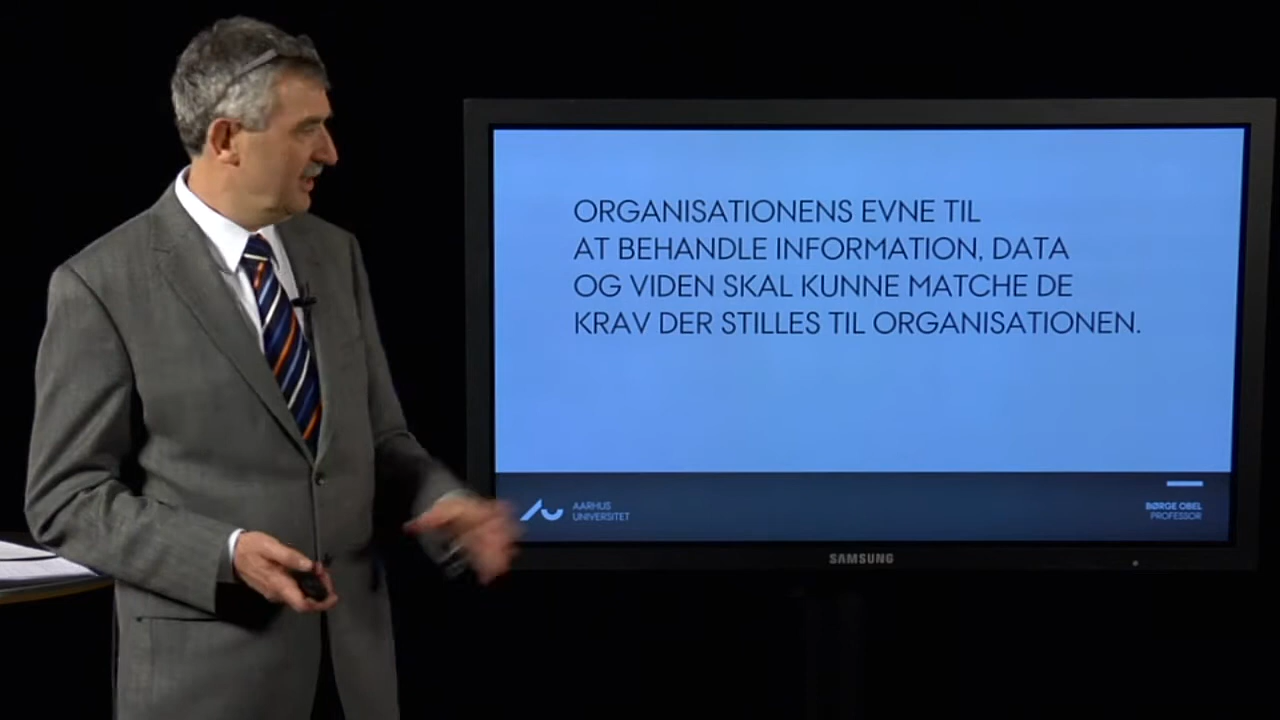 ORGANISATIONENS EVNE TIL
AT BEHANDLE INFORMATION, DATA
OG VIDEN SKAL KUNNE MATCHE DE
KRAV DER STILLES TIL ORGANISATIONEN.
AARHUS
UNIVERSITET
BØRGE OBEL
PROFESSOR
SAMSUNG